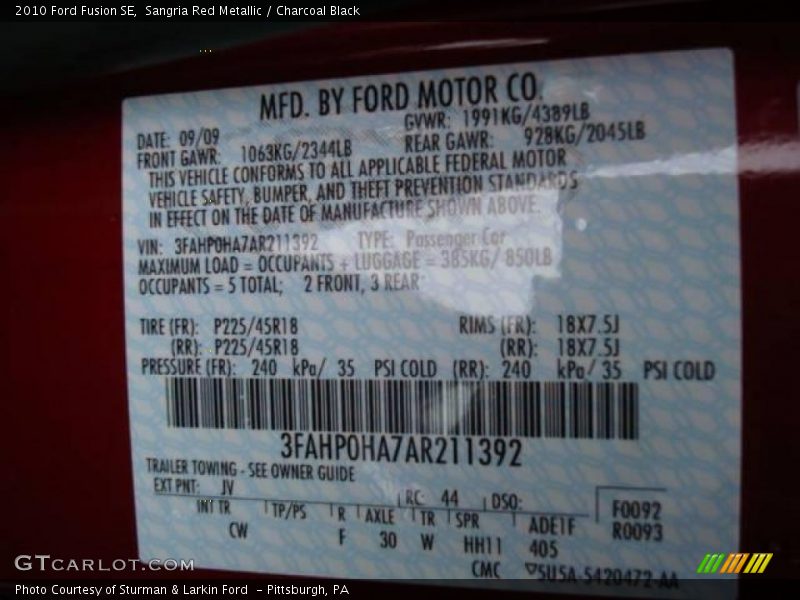 2010 Ford Fusion SE, Sangria Red Metallic / Charcoal Black
MFD. BY FORD MOTOR CO.
DATE: 09/09 GVWR: 1991KG/4389LB
FRONT GAWR: 1063KG/2344LB REAR GAWR: 928KG/2045LB
THIS VEHICLE CONFORMS TO ALL APPLICABLE FEDERAL MOTOR
VEHICLE SAFETY, BUMPER, AND THEFT PREVENTION STANDARDS
IN EFFECT ON THE DATE OF MANUFACTURE SHOWN ABOVE.
VIN: 3FAHP0HA7AR211392 TYPE: Passenger Car
MAXIMUM LOAD = OCCUPANTS + LUGGAGE = 385KG/ 850LB
OCCUPANTS = 5 TOTAL; 2 FRONT, 3 REAR
TIRE (FR): P225/45R18 RIMS (FR): 18X7.5J
(RR): P225/45R18 (RR): 18X7.5J
PRESSURE (FR): 240 kPa/ 35 PSI COLD (RR): 240 kPa/ 35 PSI COLD
3FAHP0HA7AR211392
TRAILER TOWING - SEE OWNER GUIDE
EXT PNT: JV RC: 44 DSO: F0092
INT TR TP/PS R AXLE TR SPR ADE1F R0093
CW F 30 W HH11 405
CMC ▽5U5A-5420472-AA
GTCARLOT.COM
Photo Courtesy of Sturman & Larkin Ford - Pittsburgh, PA